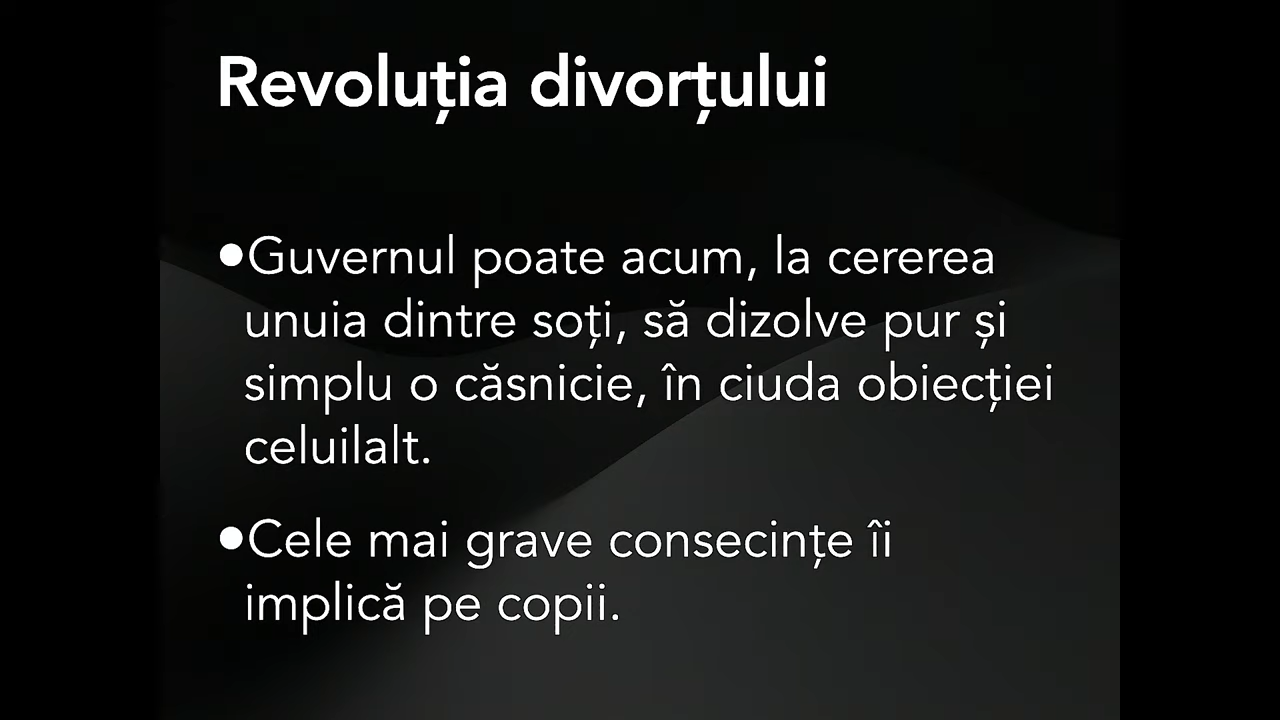 Revoluția divorțului
•Guvernul poate acum, la cererea
unuia dintre soți, să dizolve pur și
simplu o căsnicie, în ciuda obiecției
celuilalt.
•Cele mai grave consecințe îi
implică pe copii.